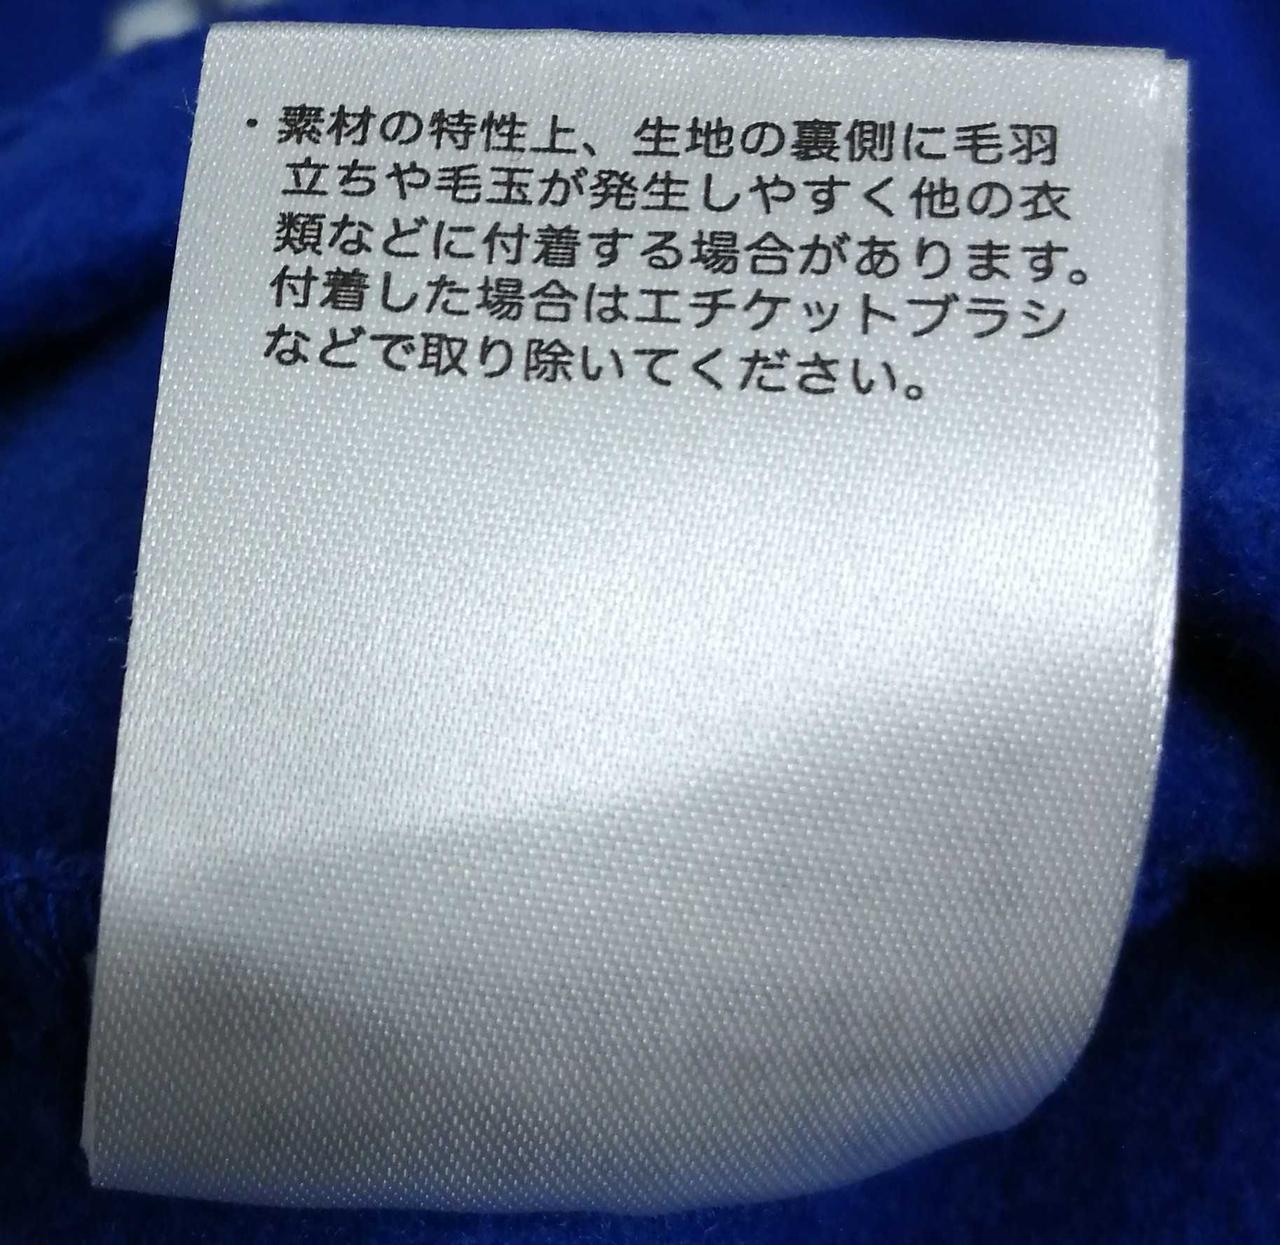 ・素材の特性上、生地の裏側に毛羽
立ちや毛玉が発生しやすく他の衣
類などに付着する場合があります。
付着した場合はエチケットブラシ
などで取り除いてください。